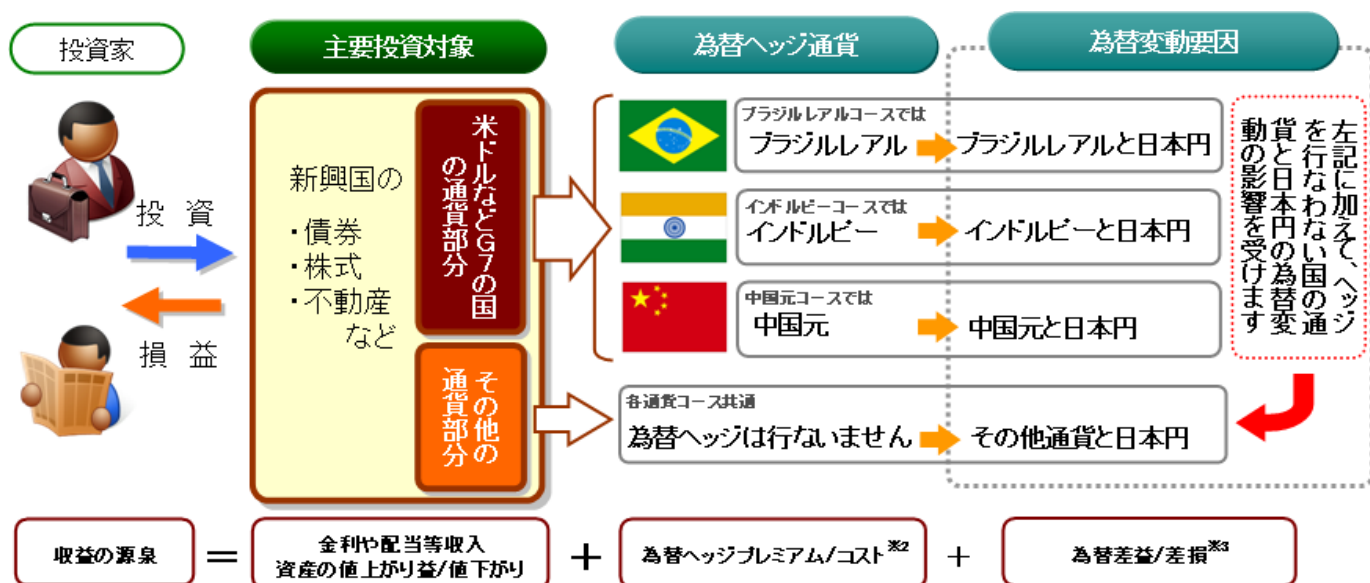 投資家
主要投資対象
為替ヘッジ通貨
為替変動要因
新興国の
・債券
・株式
・不動産
など
米ドルなどG7の国
の通貨部分
その他の
通貨部分
投 資
損 益
ブラジルレアルコースでは
ブラジルレアル
ブラジルレアルと日本円
インドルピーコースでは
インドルピー
インドルピーと日本円
中国元コースでは
中国元
中国元と日本円
各通貨コース共通
為替ヘッジは行ないません
その他通貨と日本円
左記に加えて、ヘッジ
を行なわない国の通
貨と日本円の為替変
動の影響を受けます
収益の源泉
=
金利や配当等収入
資産の値上がり益/値下がり
+
為替ヘッジプレミアム/コスト※2
+
為替差益/差損※3